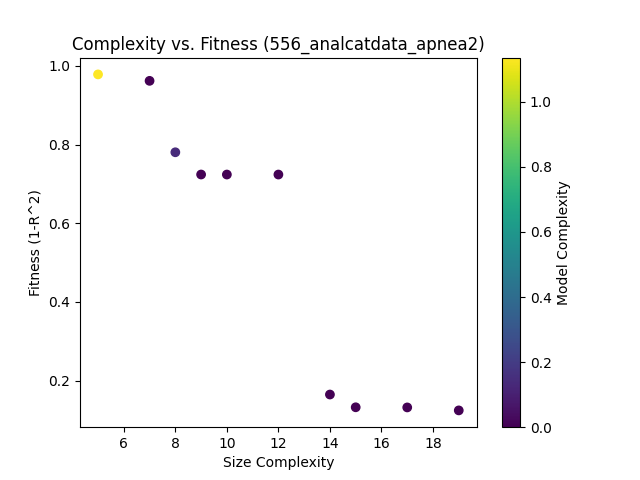 Complexity vs. Fitness (556_analcatdata_apnea2)
1.0
0.8
0.6
0.4
0.2
Fitness (1-R^2)
6 8 10 12 14 16 18
Size Complexity
1.0
0.8
0.6
0.4
0.2
0.0
Model Complexity